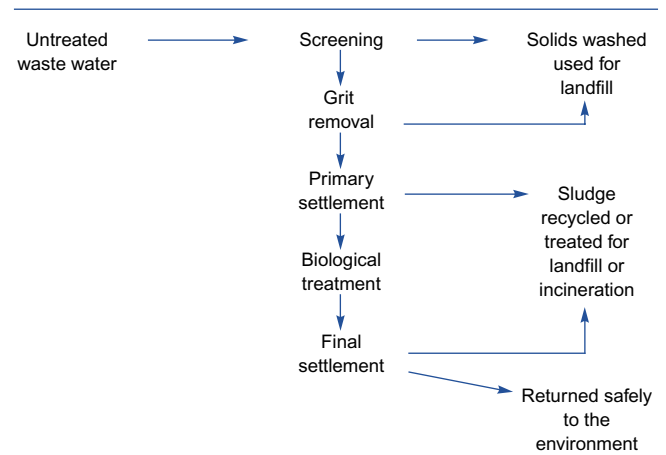 Untreated
waste water
Screening
Solids washed
used for
landfill
Grit
removal
Primary
settlement
Sludge
recycled or
treated for
landfill or
incineration
Biological
treatment
Final
settlement
Returned safely
to the
environment